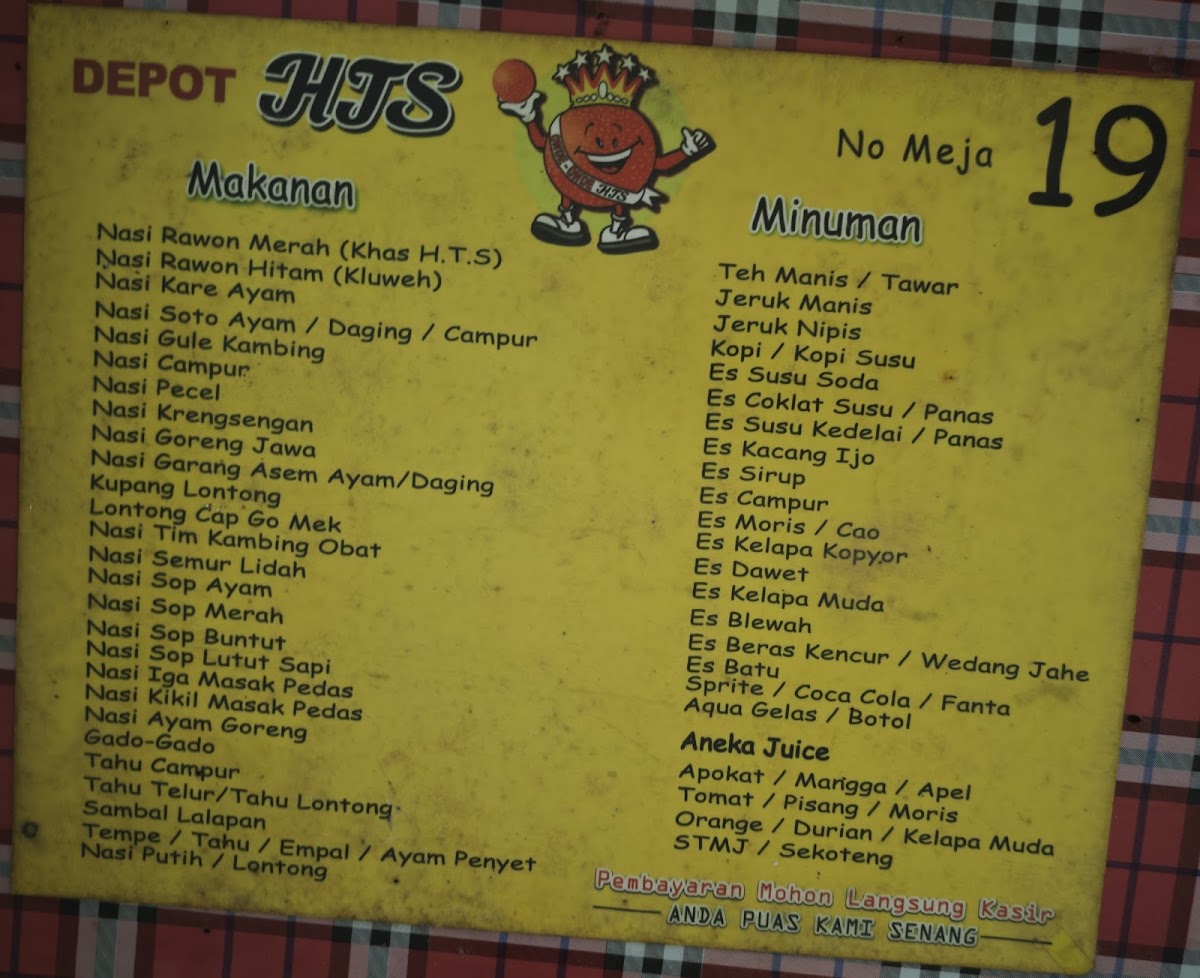 DEPOT HTS
No Meja 19
Makanan
Nasi Rawon Merah (Khas H.T.S)
Nasi Rawon Hitam (Kluweh)
Nasi Kare Ayam
Nasi Soto Ayam / Daging / Campur
Nasi Gule Kambing
Nasi Campur
Nasi Pecel
Nasi Krengsengan
Nasi Goreng Jawa
Nasi Garang Asem Ayam/Daging
Kupang Lontong
Lontong Cap Go Mek
Nasi Tim Kambing Obat
Nasi Semur Lidah
Nasi Sop Ayam
Nasi Sop Merah
Nasi Sop Buntut
Nasi Sop Lutut Sapi
Nasi Iga Masak Pedas
Nasi Kikil Masak Pedas
Nasi Ayam Goreng
Gado-Gado
Tahu Campur
Tahu Telur/Tahu Lontong
Sambal Lalapan
Tempe / Tahu / Empal / Ayam Penyet
Nasi Putih / Lontong
Minuman
Teh Manis / Tawar
Jeruk Manis
Jeruk Nipis
Kopi / Kopi Susu
Es Susu Soda
Es Coklat Susu / Panas
Es Susu Kedelai / Panas
Es Kacang Ijo
Es Sirup
Es Campur
Es Moris / Cao
Es Kelapa Kopyor
Es Dawet
Es Kelapa Muda
Es Blewah
Es Beras Kencur / Wedang Jahe
Es Batu
Sprite / Coca Cola / Fanta
Aqua Gelas / Botol
Aneka Juice
Apokat / Mangga / Apel
Tomat / Pisang / Moris
Orange / Durian / Kelapa Muda
STMJ / Sekoteng
Pembayaran Mohon Langsung Kasir
ANDA PUAS KAMI SENANG